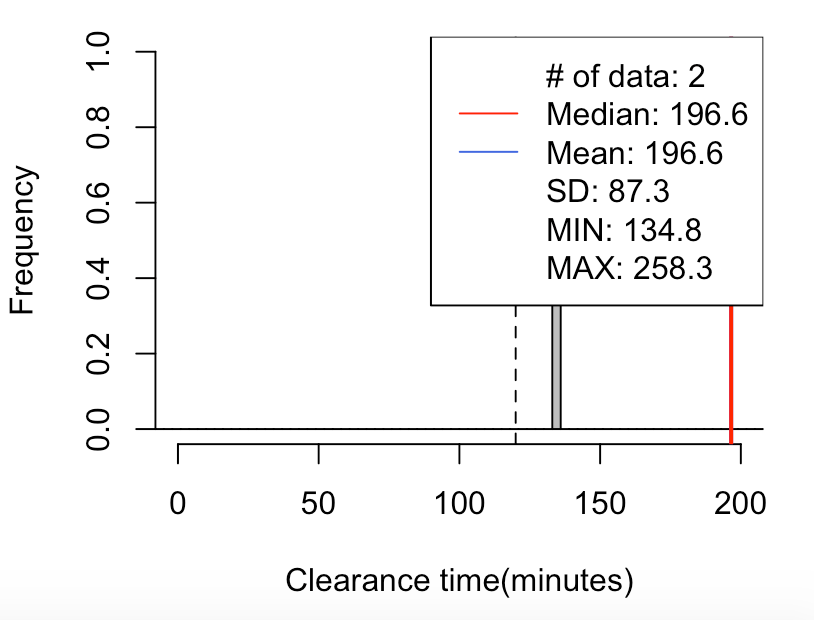 Frequency
1.0
0.8
0.6
0.4
0.2
0.0
# of data: 2
Median: 196.6
Mean: 196.6
SD: 87.3
MIN: 134.8
MAX: 258.3
0 50 100 150 200
Clearance time(minutes)